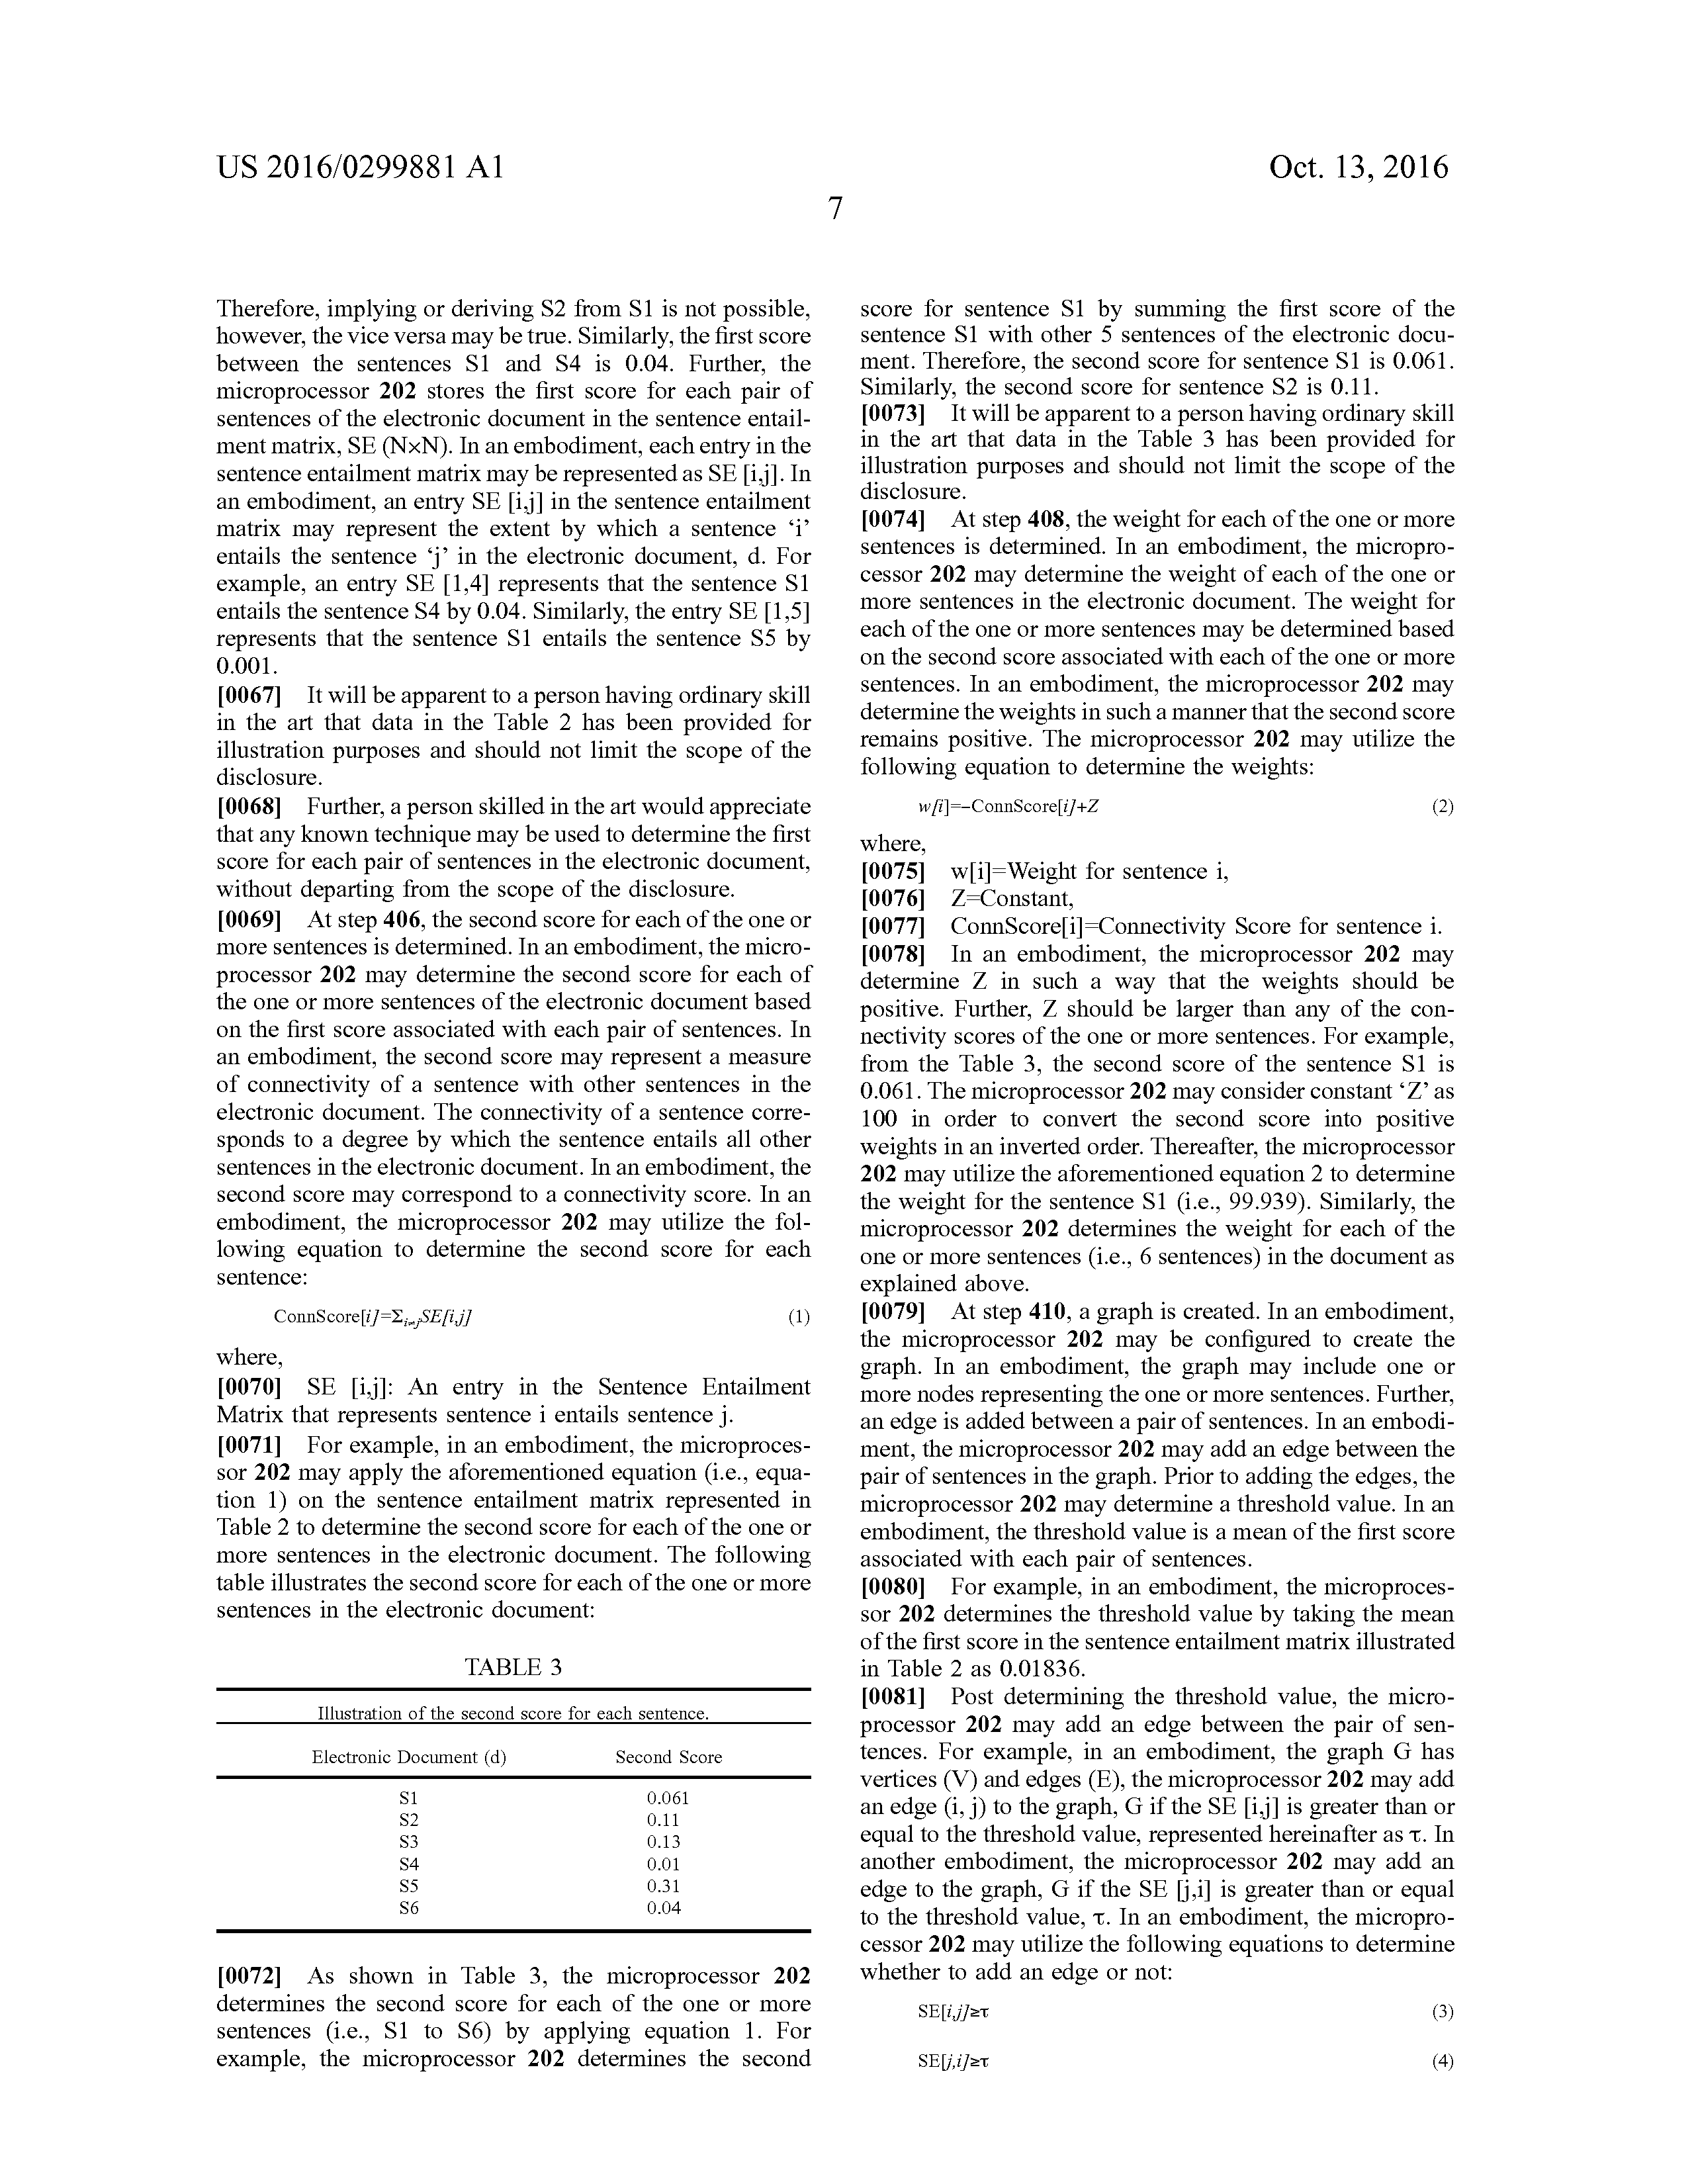 US 2016/0299881 A1
Oct. 13, 2016
7
Therefore, implying or deriving S2 from S1 is not possible,
however, the vice versa may be true. Similarly, the first score
between the sentences S1 and S4 is 0.04. Further, the
microprocessor 202 stores the first score for each pair of
sentences of the electronic document in the sentence entail-
ment matrix, SE (N×N). In an embodiment, each entry in the
sentence entailment matrix may be represented as SE [i,j]. In
an embodiment, an entry SE [i,j] in the sentence entailment
matrix may represent the extent by which a sentence ‘i’
entails the sentence ‘j’ in the electronic document, d. For
example, an entry SE [1,4] represents that the sentence S1
entails the sentence S4 by 0.04. Similarly, the entry SE [1,5]
represents that the sentence S1 entails the sentence S5 by
0.001.
[0067] It will be apparent to a person having ordinary skill
in the art that data in the Table 2 has been provided for
illustration purposes and should not limit the scope of the
disclosure.
[0068] Further, a person skilled in the art would appreciate
that any known technique may be used to determine the first
score for each pair of sentences in the electronic document,
without departing from the scope of the disclosure.
[0069] At step 406, the second score for each of the one or
more sentences is determined. In an embodiment, the micro-
processor 202 may determine the second score for each of
the one or more sentences of the electronic document based
on the first score associated with each pair of sentences. In
an embodiment, the second score may represent a measure
of connectivity of a sentence with other sentences in the
electronic document. The connectivity of a sentence corre-
sponds to a degree by which the sentence entails all other
sentences in the electronic document. In an embodiment, the
second score may correspond to a connectivity score. In an
embodiment, the microprocessor 202 may utilize the fol-
lowing equation to determine the second score for each
sentence:
ConnScore[i]=Σi≠jSE[i,j] (1)
where,
[0070] SE [i,j]: An entry in the Sentence Entailment
Matrix that represents sentence i entails sentence j.
[0071] For example, in an embodiment, the microproces-
sor 202 may apply the aforementioned equation (i.e., equa-
tion 1) on the sentence entailment matrix represented in
Table 2 to determine the second score for each of the one or
more sentences in the electronic document. The following
table illustrates the second score for each of the one or more
sentences in the electronic document:
TABLE 3
Illustration of the second score for each sentence.
Electronic Document (d) Second Score
S1 0.061
S2 0.11
S3 0.13
S4 0.01
S5 0.31
S6 0.04
[0072] As shown in Table 3, the microprocessor 202
determines the second score for each of the one or more
sentences (i.e., S1 to S6) by applying equation 1. For
example, the microprocessor 202 determines the second
score for sentence S1 by summing the first score of the
sentence S1 with other 5 sentences of the electronic docu-
ment. Therefore, the second score for sentence S1 is 0.061.
Similarly, the second score for sentence S2 is 0.11.
[0073] It will be apparent to a person having ordinary skill
in the art that data in the Table 3 has been provided for
illustration purposes and should not limit the scope of the
disclosure.
[0074] At step 408, the weight for each of the one or more
sentences is determined. In an embodiment, the micropro-
cessor 202 may determine the weight of each of the one or
more sentences in the electronic document. The weight for
each of the one or more sentences may be determined based
on the second score associated with each of the one or more
sentences. In an embodiment, the microprocessor 202 may
determine the weights in such a manner that the second score
remains positive. The microprocessor 202 may utilize the
following equation to determine the weights:
w[i]=−ConnScore[i]+Z (2)
where,
[0075] w[i]=Weight for sentence i,
[0076] Z=Constant,
[0077] ConnScore[i]=Connectivity Score for sentence i.
[0078] In an embodiment, the microprocessor 202 may
determine Z in such a way that the weights should be
positive. Further, Z should be larger than any of the con-
nectivity scores of the one or more sentences. For example,
from the Table 3, the second score of the sentence S1 is
0.061. The microprocessor 202 may consider constant ‘Z’ as
100 in order to convert the second score into positive
weights in an inverted order. Thereafter, the microprocessor
202 may utilize the aforementioned equation 2 to determine
the weight for the sentence S1 (i.e., 99.939). Similarly, the
microprocessor 202 determines the weight for each of the
one or more sentences (i.e., 6 sentences) in the document as
explained above.
[0079] At step 410, a graph is created. In an embodiment,
the microprocessor 202 may be configured to create the
graph. In an embodiment, the graph may include one or
more nodes representing the one or more sentences. Further,
an edge is added between a pair of sentences. In an embodi-
ment, the microprocessor 202 may add an edge between the
pair of sentences in the graph. Prior to adding the edges, the
microprocessor 202 may determine a threshold value. In an
embodiment, the threshold value is a mean of the first score
associated with each pair of sentences.
[0080] For example, in an embodiment, the microproces-
sor 202 determines the threshold value by taking the mean
of the first score in the sentence entailment matrix illustrated
in Table 2 as 0.01836.
[0081] Post determining the threshold value, the micro-
processor 202 may add an edge between the pair of sen-
tences. For example, in an embodiment, the graph G has
vertices (V) and edges (E), the microprocessor 202 may add
an edge (i, j) to the graph, G if the SE [i,j] is greater than or
equal to the threshold value, represented hereinafter as τ. In
another embodiment, the microprocessor 202 may add an
edge to the graph, G if the SE [j,i] is greater than or equal
to the threshold value, τ. In an embodiment, the micropro-
cessor 202 may utilize the following equations to determine
whether to add an edge or not:
SE[i,j]≥τ (3)
SE[j,i]≥τ (4)